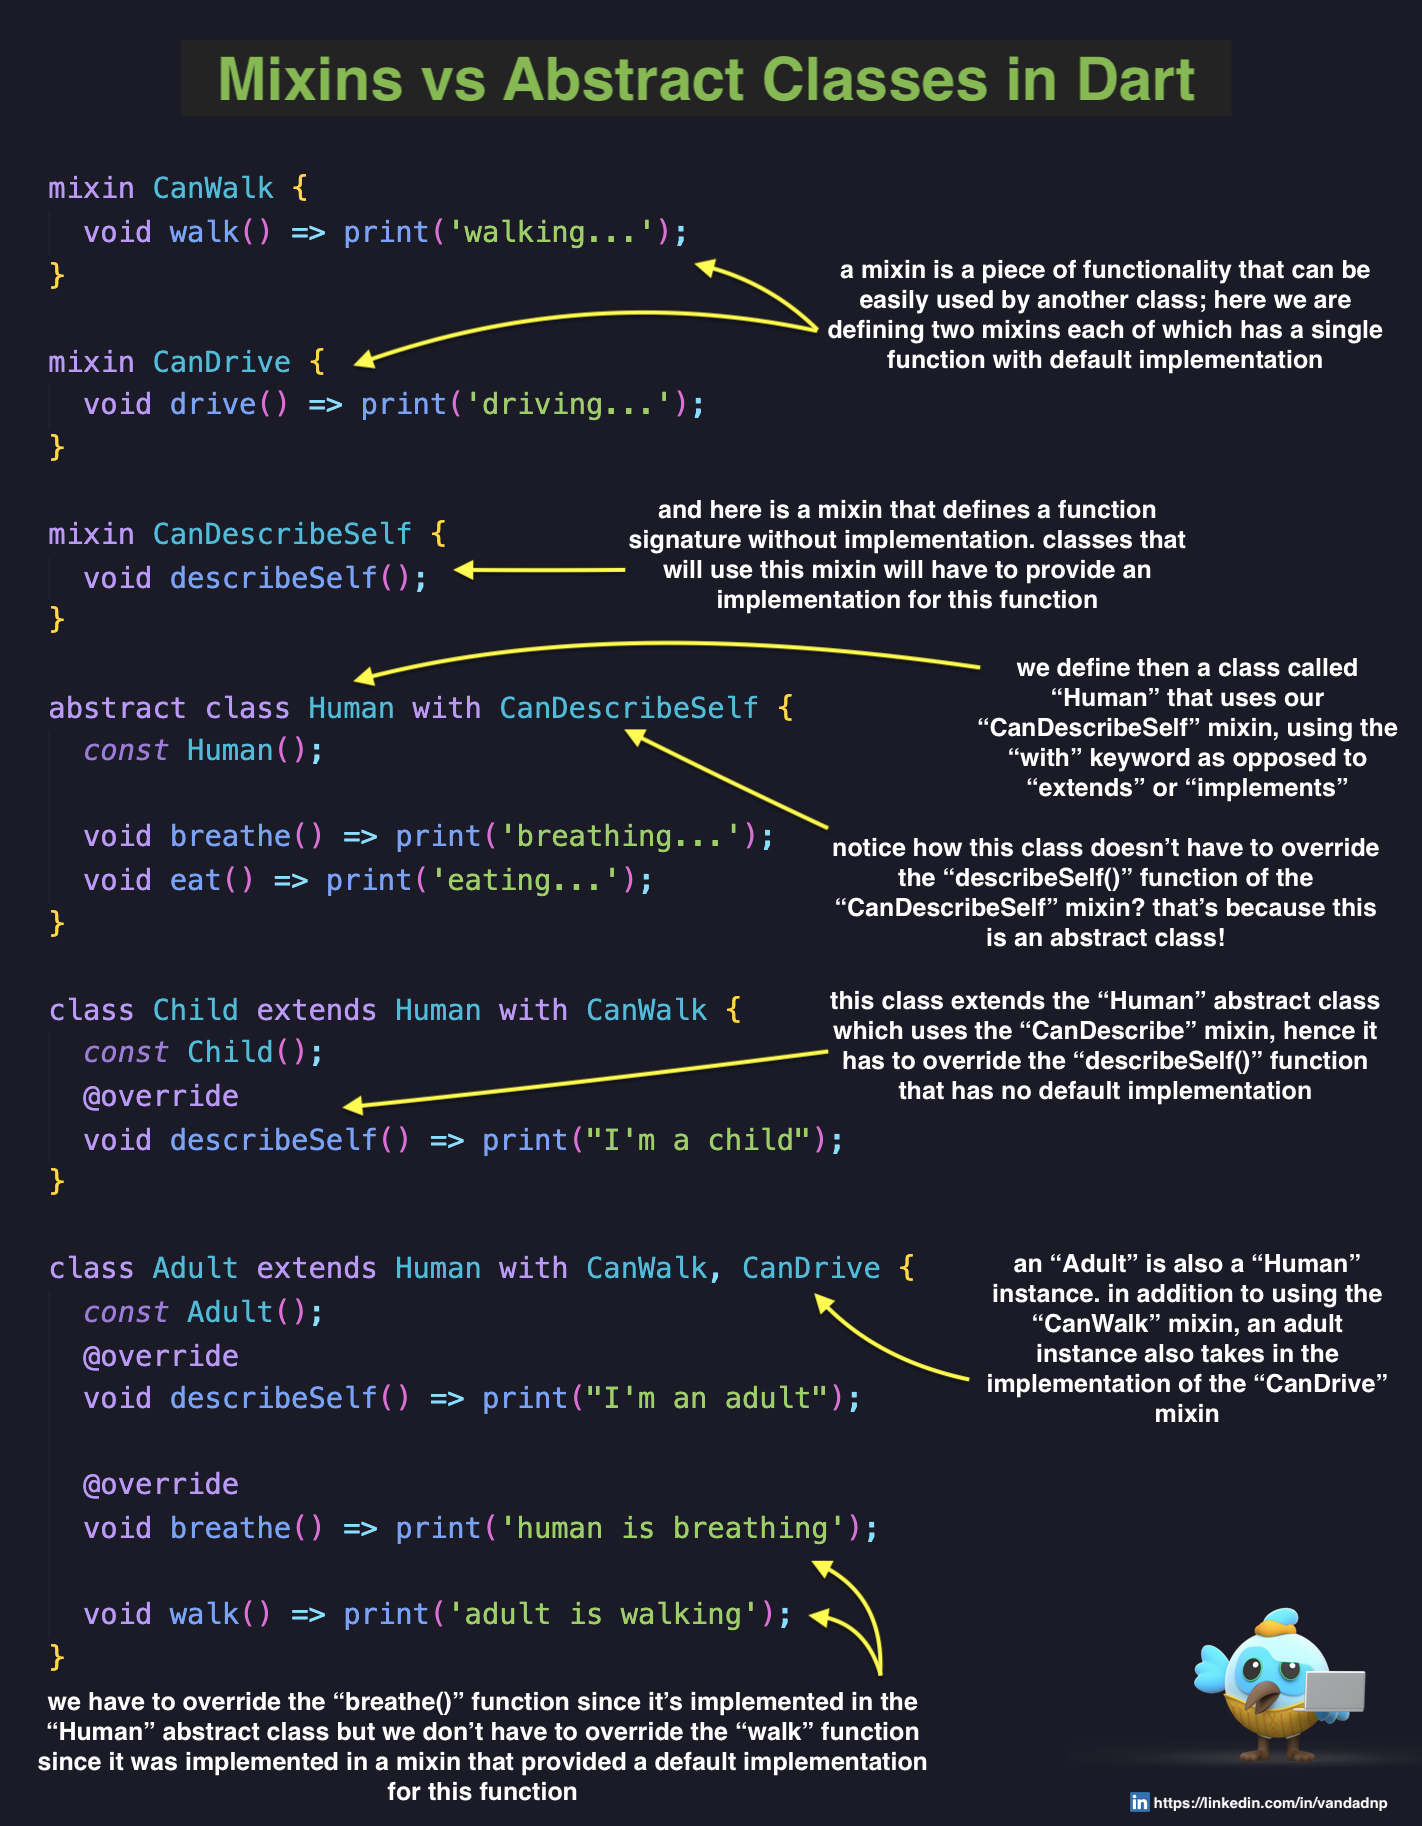 Mixins vs Abstract Classes in Dart
mixin CanWalk {
  void walk() => print('walking...');
}
a mixin is a piece of functionality that can be
easily used by another class; here we are
defining two mixins each of which has a single
function with default implementation
mixin CanDrive {
  void drive() => print('driving...');
}
mixin CanDescribeSelf {
  void describeSelf();
}
and here is a mixin that defines a function
signature without implementation. classes that
will use this mixin will have to provide an
implementation for this function
abstract class Human with CanDescribeSelf {
  const Human();
  void breathe() => print('breathing...');
  void eat() => print('eating...');
}
we define then a class called
“Human” that uses our
“CanDescribeSelf” mixin, using the
“with” keyword as opposed to
“extends” or “implements”
notice how this class doesn’t have to override
the “describeSelf()” function of the
“CanDescribeSelf” mixin? that’s because this
is an abstract class!
class Child extends Human with CanWalk {
  const Child();
  @override
  void describeSelf() => print("I'm a child");
}
this class extends the “Human” abstract class
which uses the “CanDescribe” mixin, hence it
has to override the “describeSelf()” function
that has no default implementation
class Adult extends Human with CanWalk, CanDrive {
  const Adult();
  @override
  void describeSelf() => print("I'm an adult");
  @override
  void breathe() => print('human is breathing');
  void walk() => print('adult is walking');
}
an “Adult” is also a “Human”
instance. in addition to using the
“CanWalk” mixin, an adult
instance also takes in the
implementation of the “CanDrive”
mixin
we have to override the “breathe()” function since it’s implemented in the
“Human” abstract class but we don’t have to override the “walk” function
since it was implemented in a mixin that provided a default implementation
for this function
in https://linkedin.com/in/vandadnp